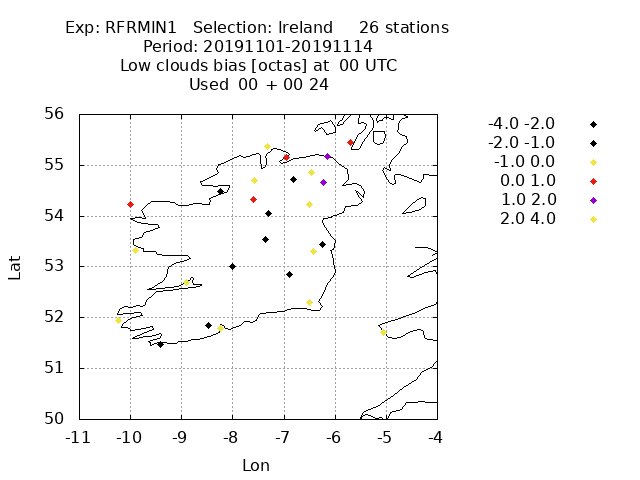 Exp: RFRMIN1 Selection: Ireland 26 stations
Period: 20191101-20191114
Low clouds bias [octas] at 00 UTC
Used 00 + 00 24
56
55
54
53
52
51
50
Lat
-11 -10 -9 -8 -7 -6 -5 -4
Lon
-4.0 -2.0
-2.0 -1.0
-1.0 0.0
0.0 1.0
1.0 2.0
2.0 4.0